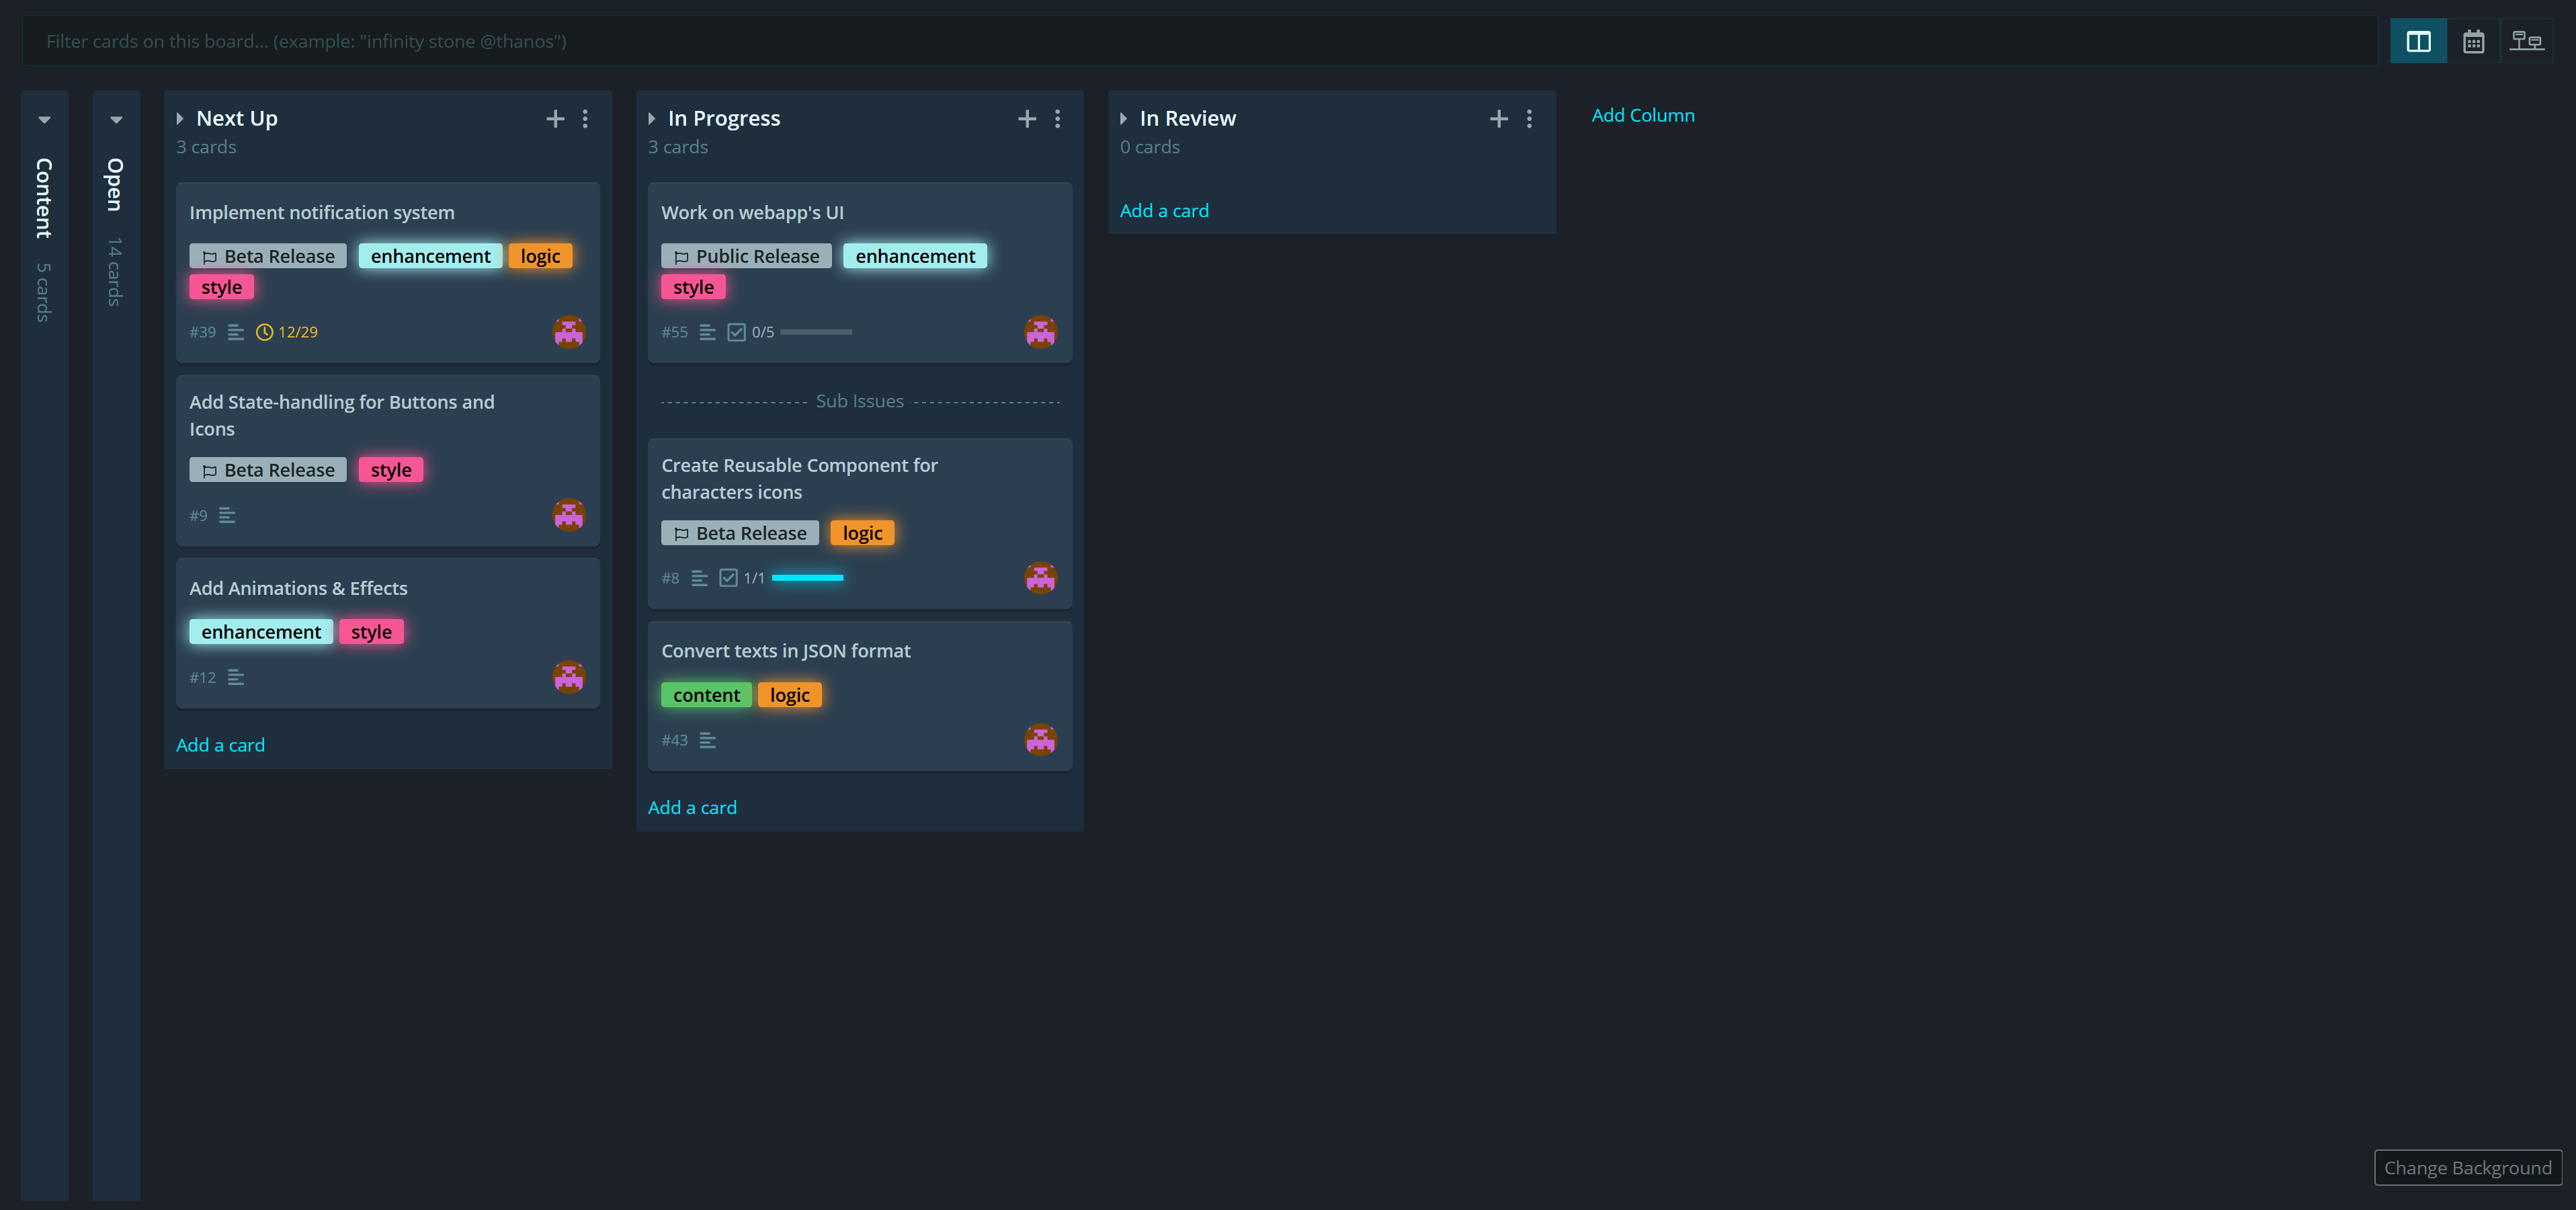 Filter cards on this board... (example: "infinity stone @thanos")
Content 5 cards
Open 14 cards
Next Up
3 cards
Implement notification system
Beta Release enhancement logic
style
#39 12/29
Add State-handling for Buttons and
Icons
Beta Release style
#9
Add Animations & Effects
enhancement style
#12
Add a card
In Progress
3 cards
Work on webapp's UI
Public Release enhancement
style
#55 0/5
Sub Issues
Create Reusable Component for
characters icons
Beta Release logic
#8 1/1
Convert texts in JSON format
content logic
#43
Add a card
In Review
0 cards
Add a card
Add Column
Change Background